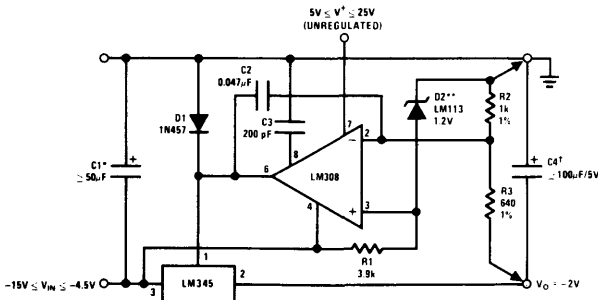 5V ≤ V⁺ ≤ 25V
(UNREGULATED)
C2
0.047μF
D1
1N457
C3
200 pF
D2**
LM113
1.2V
R2
1k
1%
C1*
≥ 50μF
+
7
2
−
8
6
LM308
4
+
3
C4†
≥100μF/5V
+
R3
640
1%
R1
3.9k
−15V ≤ VIN ≤ −4.5V
1
3
LM345
2
VO = −2V